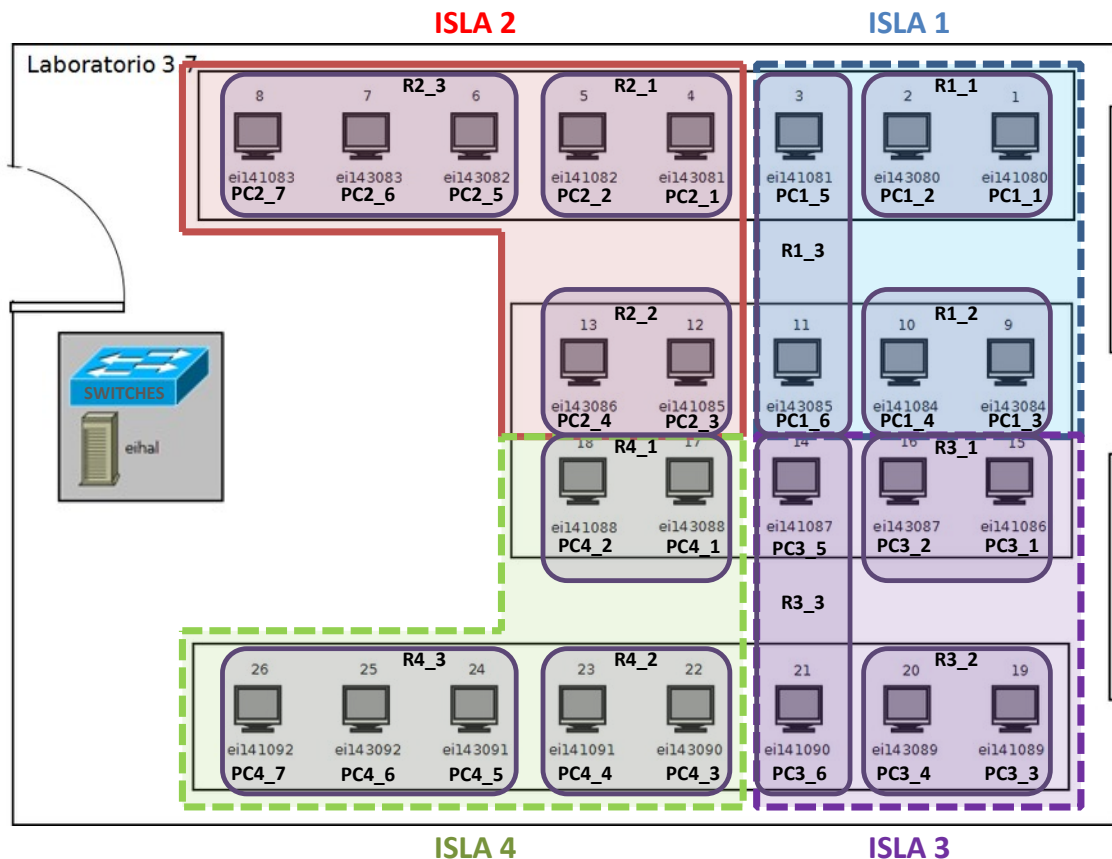 ISLA 2 ISLA 1
Laboratorio 3 7
R2_3 R2_1 R1_1
8 7 6 5 4 3 2 1
ei141083 ei143083 ei143082 ei141082 ei143081 ei141081 ei143080 ei141080
PC2_7 PC2_6 PC2_5 PC2_2 PC2_1 PC1_5 PC1_2 PC1_1
R1_3
R2_2 R1_2
13 12 11 10 9
SWITCHES
ei143086 ei141085 ei143085 ei141084 ei143084
PC2_4 PC2_3 PC1_6 PC1_4 PC1_3
eihal
R4_1 R3_1
18 17 14 16 15
ei141088 ei143088 ei141087 ei143087 ei141086
PC4_2 PC4_1 PC3_5 PC3_2 PC3_1
R3_3
R4_3 R4_2 R3_2
26 25 24 23 22 21 20 19
ei141092 ei143092 ei143091 ei141091 ei143090 ei141090 ei143089 ei141089
PC4_7 PC4_6 PC4_5 PC4_4 PC4_3 PC3_6 PC3_4 PC3_3
ISLA 4 ISLA 3